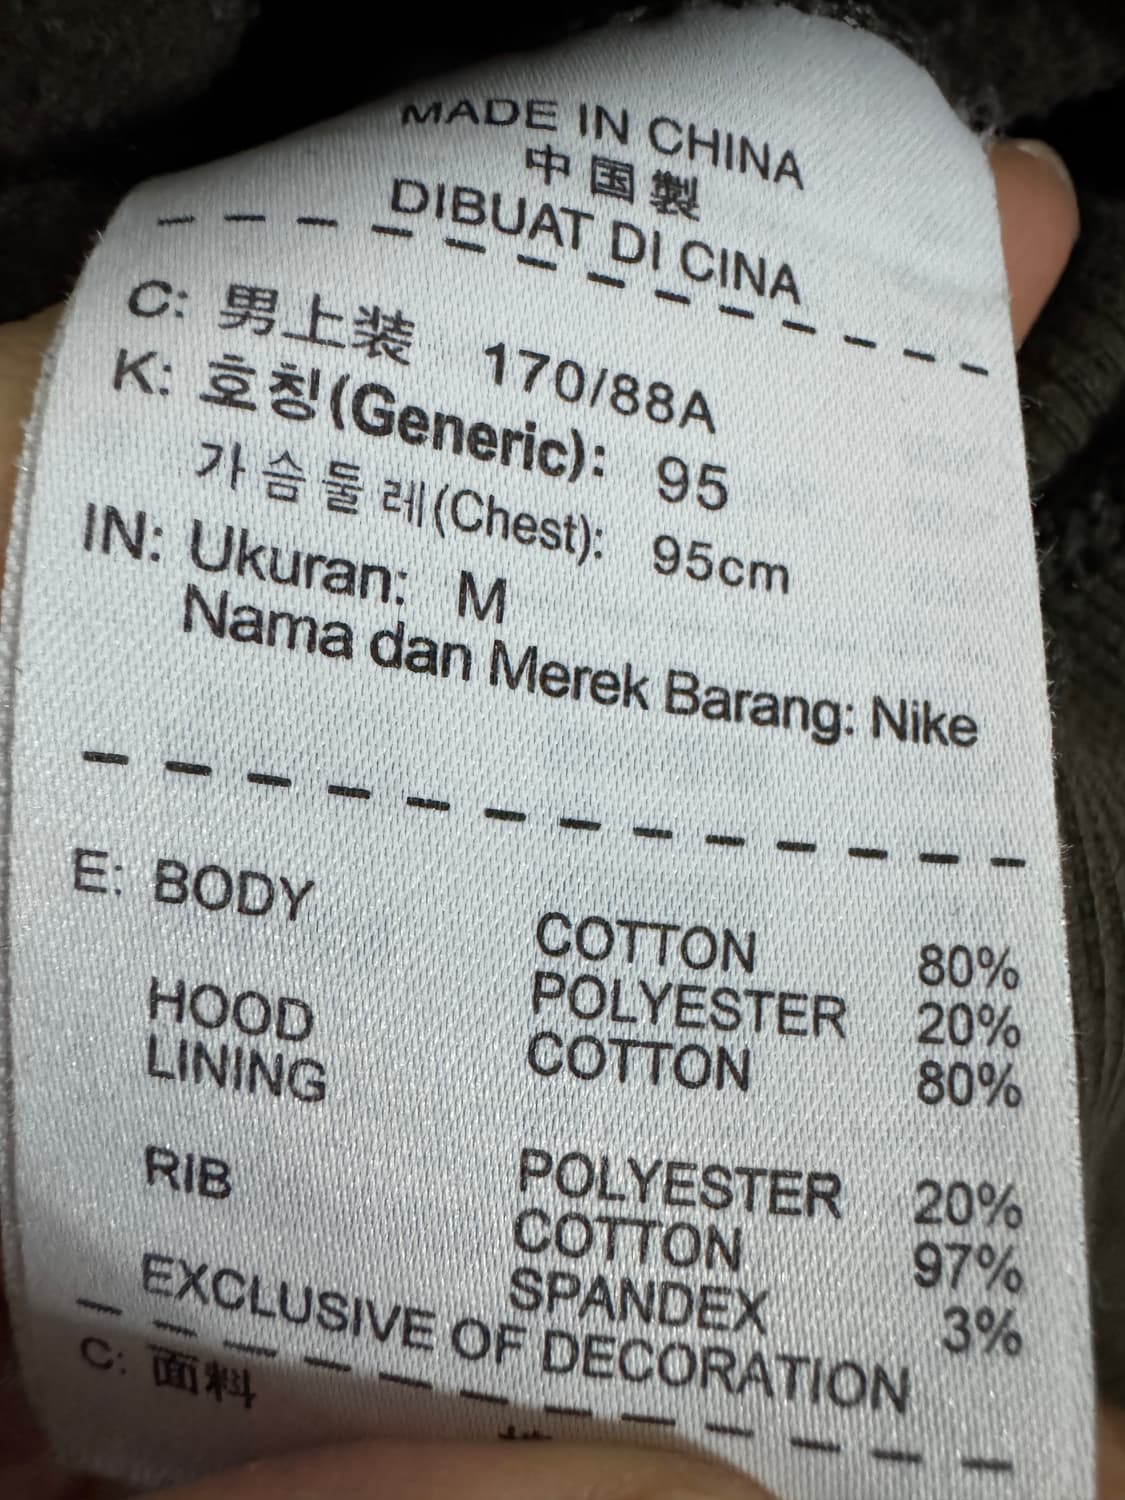 MADE IN CHINA
中国製
DIBUAT DI CINA
C: 男上装 170/88A
K: 호칭(Generic): 95
가슴둘레(Chest): 95cm
IN: Ukuran: M
Nama dan Merek Barang: Nike
E: BODY COTTON 80%
POLYESTER 20%
HOOD LINING COTTON 80%
POLYESTER 20%
RIB COTTON 97%
SPANDEX 3%
EXCLUSIVE OF DECORATION
C: 面料